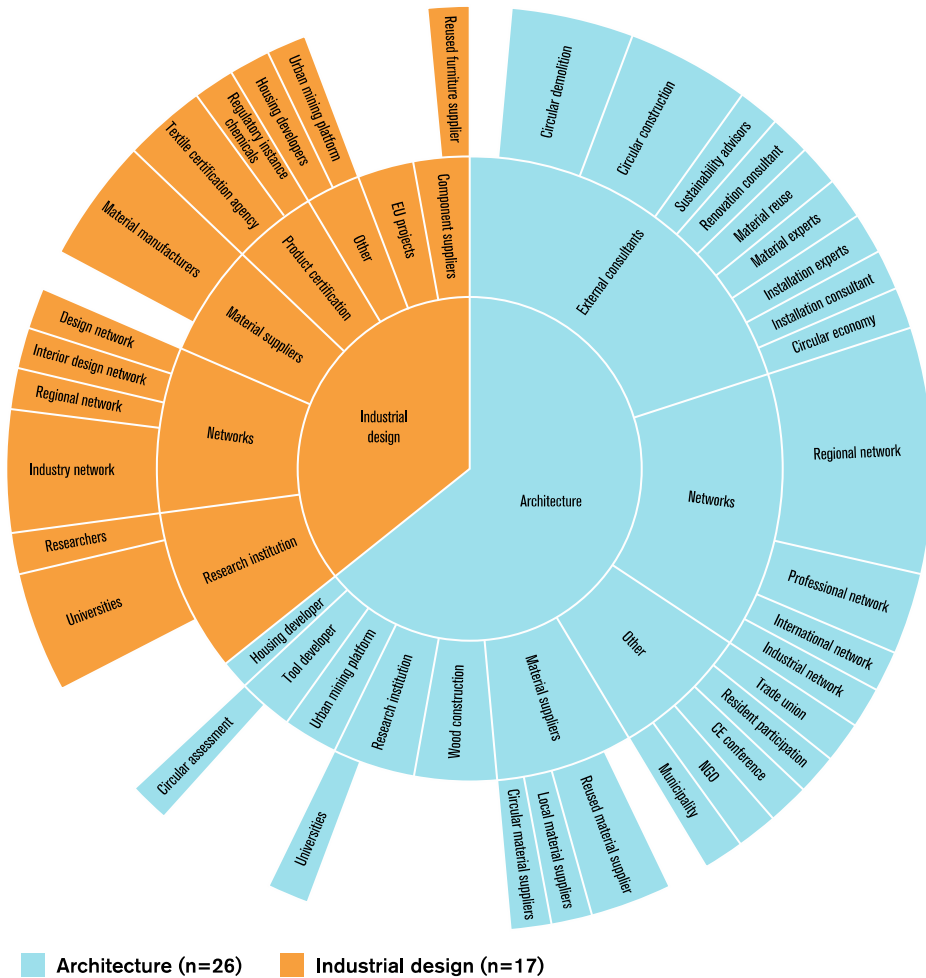 Reused furniture supplier
Urban mining platform
Housing developers
Regulatory instance
chemicals
Textile certification agency
Material manufacturers
Design network
Interior design network
Regional network
Industry network
Researchers
Universities
Component suppliers
EU projects
Other
Product certification
Material suppliers
Networks
Research institution
Industrial
design
Architecture
External consultants
Networks
Other
Material suppliers
Wood construction
Research institution
Urban mining platform
Tool developer
Housing developer
Circular demolition
Circular construction
Sustainability advisors
Renovation consultant
Material reuse
Material experts
Installation experts
Installation consultant
Circular economy
Regional network
Professional network
International network
Industrial network
Trade union
Resident participation
CE conference
NGO
Municipality
Reused material supplier
Local material suppliers
Circular material suppliers
Universities
Circular assessment
Architecture (n=26)
Industrial design (n=17)